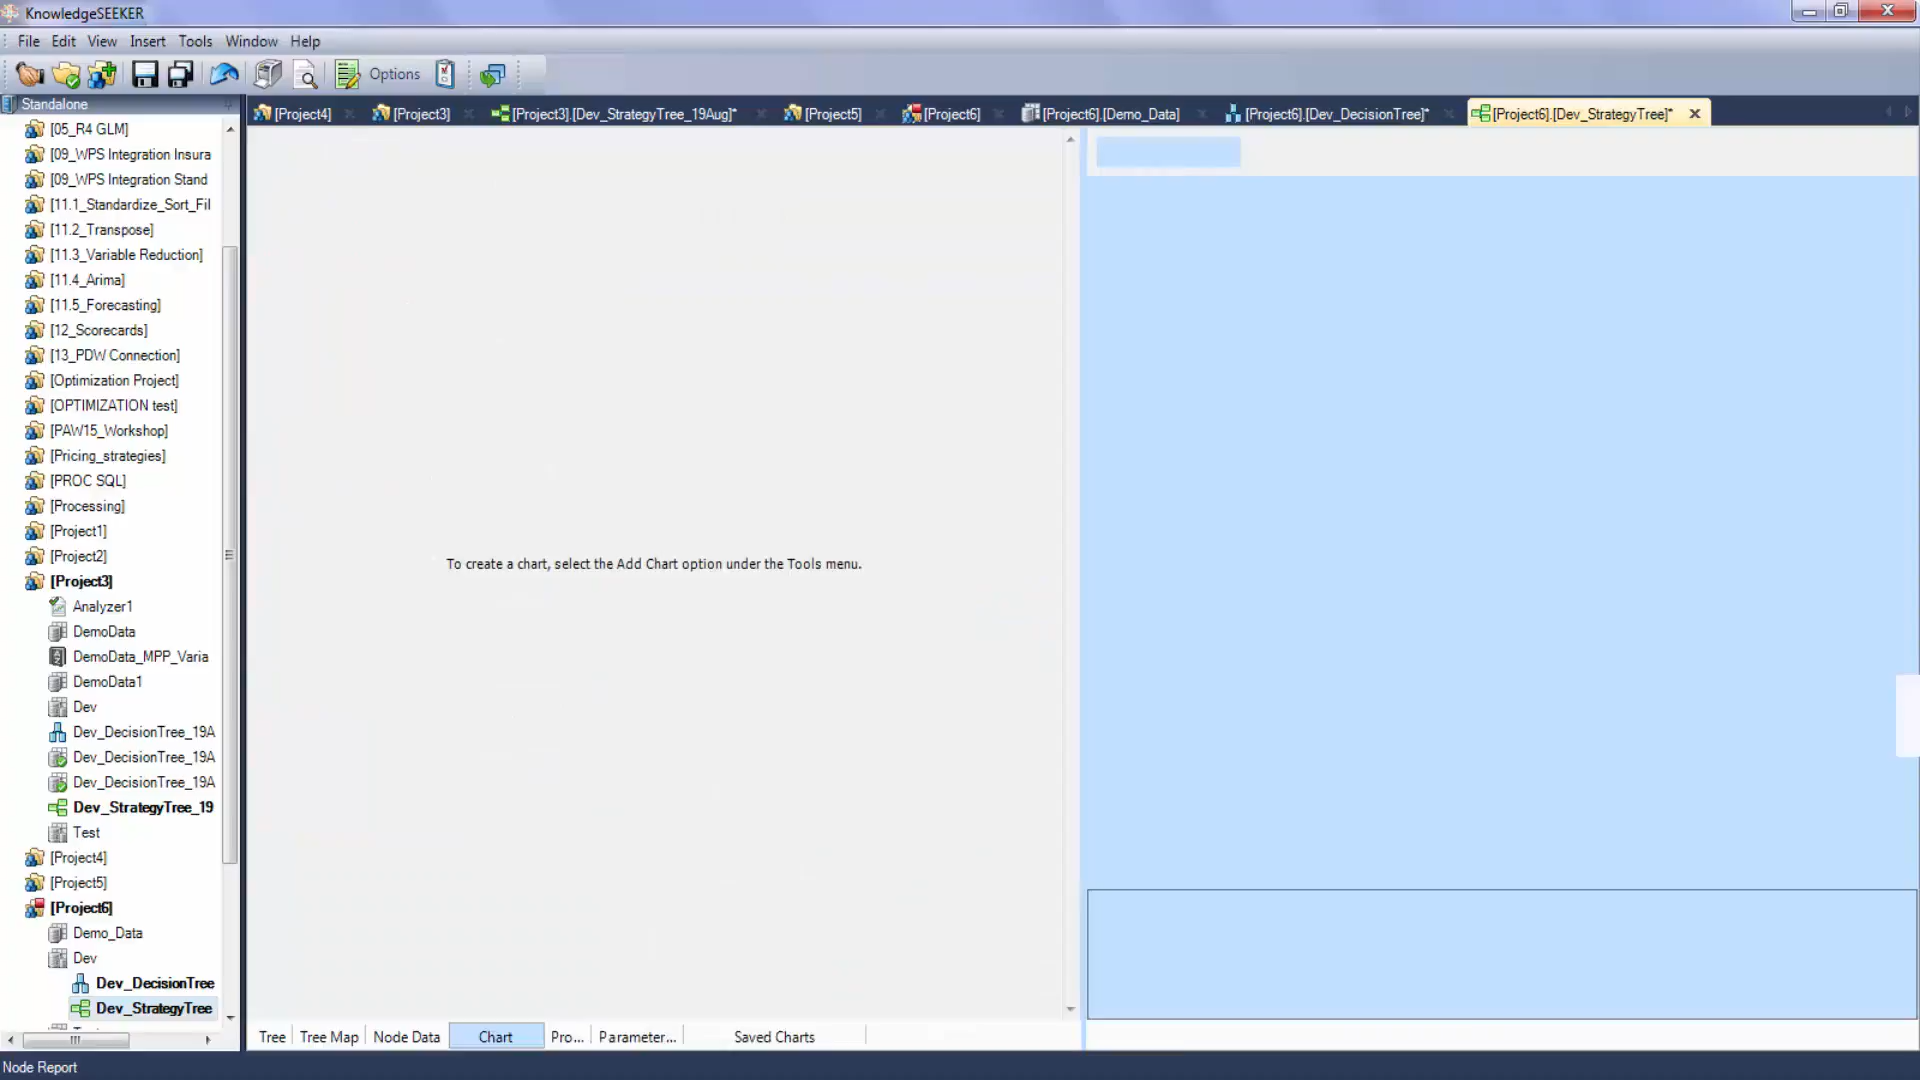 KnowledgeSEEKER
File Edit View Insert Tools Window Help
Options
Standalone
[Project4] [Project3] [Project3].[Dev_StrategyTree_19Aug]* [Project5] [Project6] [Project6].[Demo_Data] [Project6].[Dev_DecisionTree]* [Project6].[Dev_StrategyTree]*
[05_R4 GLM]
[09_WPS Integration Insura
[09_WPS Integration Stand
[11.1_Standardize_Sort_Fil
[11.2_Transpose]
[11.3_Variable Reduction]
[11.4_Arima]
[11.5_Forecasting]
[12_Scorecards]
[13_PDW Connection]
[Optimization Project]
[OPTIMIZATION test]
[PAW15_Workshop]
[Pricing_strategies]
[PROC SQL]
[Processing]
[Project1]
[Project2]
[Project3]
Analyzer1
DemoData
DemoData_MPP_Varia
DemoData1
Dev
Dev_DecisionTree_19A
Dev_DecisionTree_19A
Dev_DecisionTree_19A
Dev_StrategyTree_19
Test
[Project4]
[Project5]
[Project6]
Demo_Data
Dev
Dev_DecisionTree
Dev_StrategyTree
To create a chart, select the Add Chart option under the Tools menu.
Tree Tree Map Node Data Chart Pro... Parameter... Saved Charts
Node Report